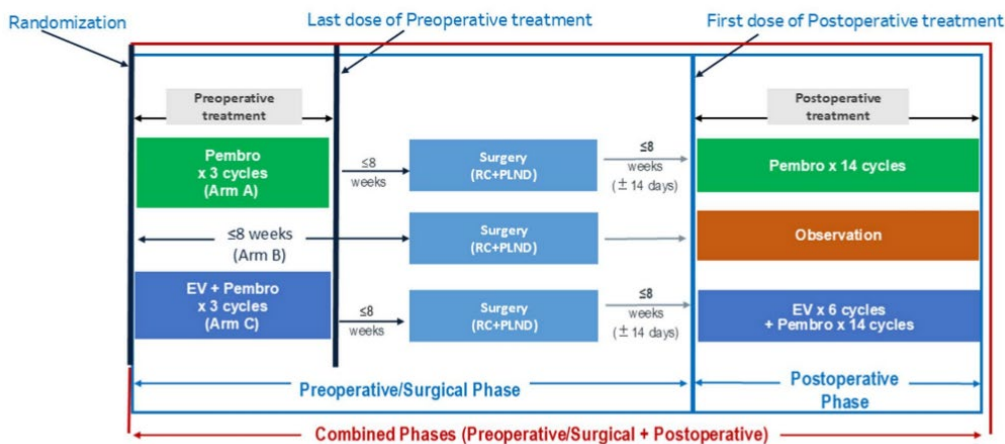 Randomization
Last dose of Preoperative treatment
First dose of Postoperative treatment
Preoperative
treatment
Postoperative
treatment
Pembro
x 3 cycles
(Arm A)
≤8
weeks
Surgery
(RC+PLND)
≤8
weeks
(± 14 days)
Pembro x 14 cycles
≤8 weeks
(Arm B)
Surgery
(RC+PLND)
Observation
EV + Pembro
x 3 cycles
(Arm C)
≤8
weeks
Surgery
(RC+PLND)
≤8
weeks
(± 14 days)
EV x 6 cycles
+ Pembro x 14 cycles
Preoperative/Surgical Phase
Postoperative
Phase
Combined Phases (Preoperative/Surgical + Postoperative)